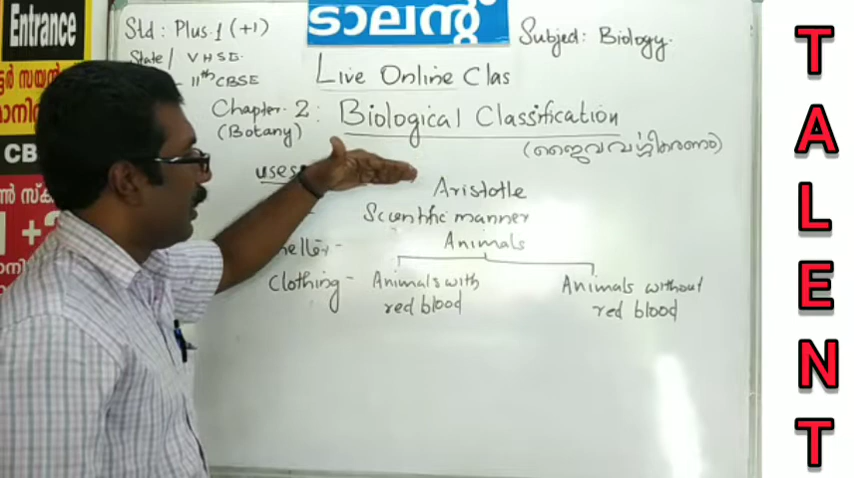 Entrance
CB
+
ടാലന്റ്
Std : Plus 1 (+1)
State / VHSE
11th CBSE
Subjed: Biology.
Live Online Clas
Chapter. 2 : Biological Classification
(Botany)
(ജൈവവർഗ്ഗീകരണം)
uses
Aristotle
Scientific manner
Animals
Clothing - Animals with
red blood
Animals without
red blood
TALENT